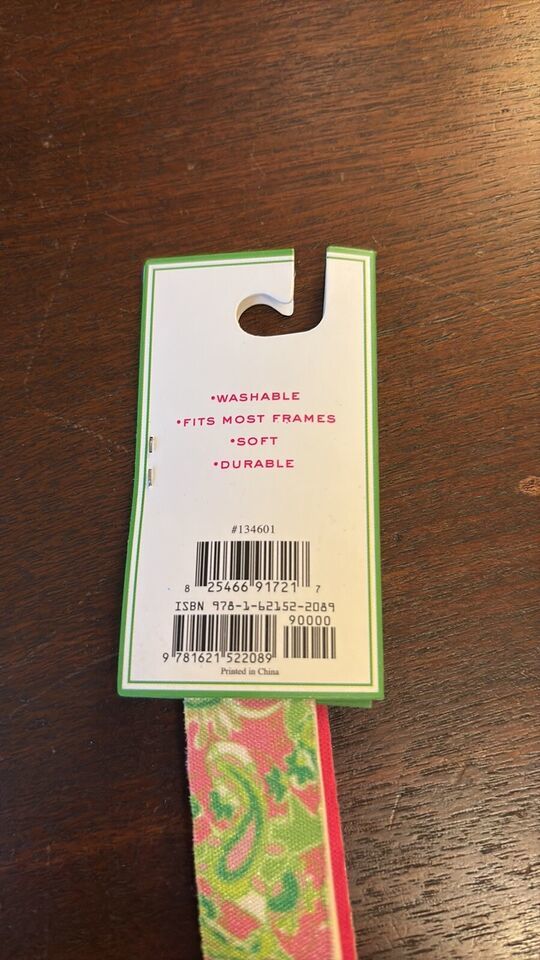 •WASHABLE
•FITS MOST FRAMES
•SOFT
•DURABLE
#134601
8 25466 91721 7
ISBN 978-1-62152-2089
90000
9 781621 522089
Printed in China